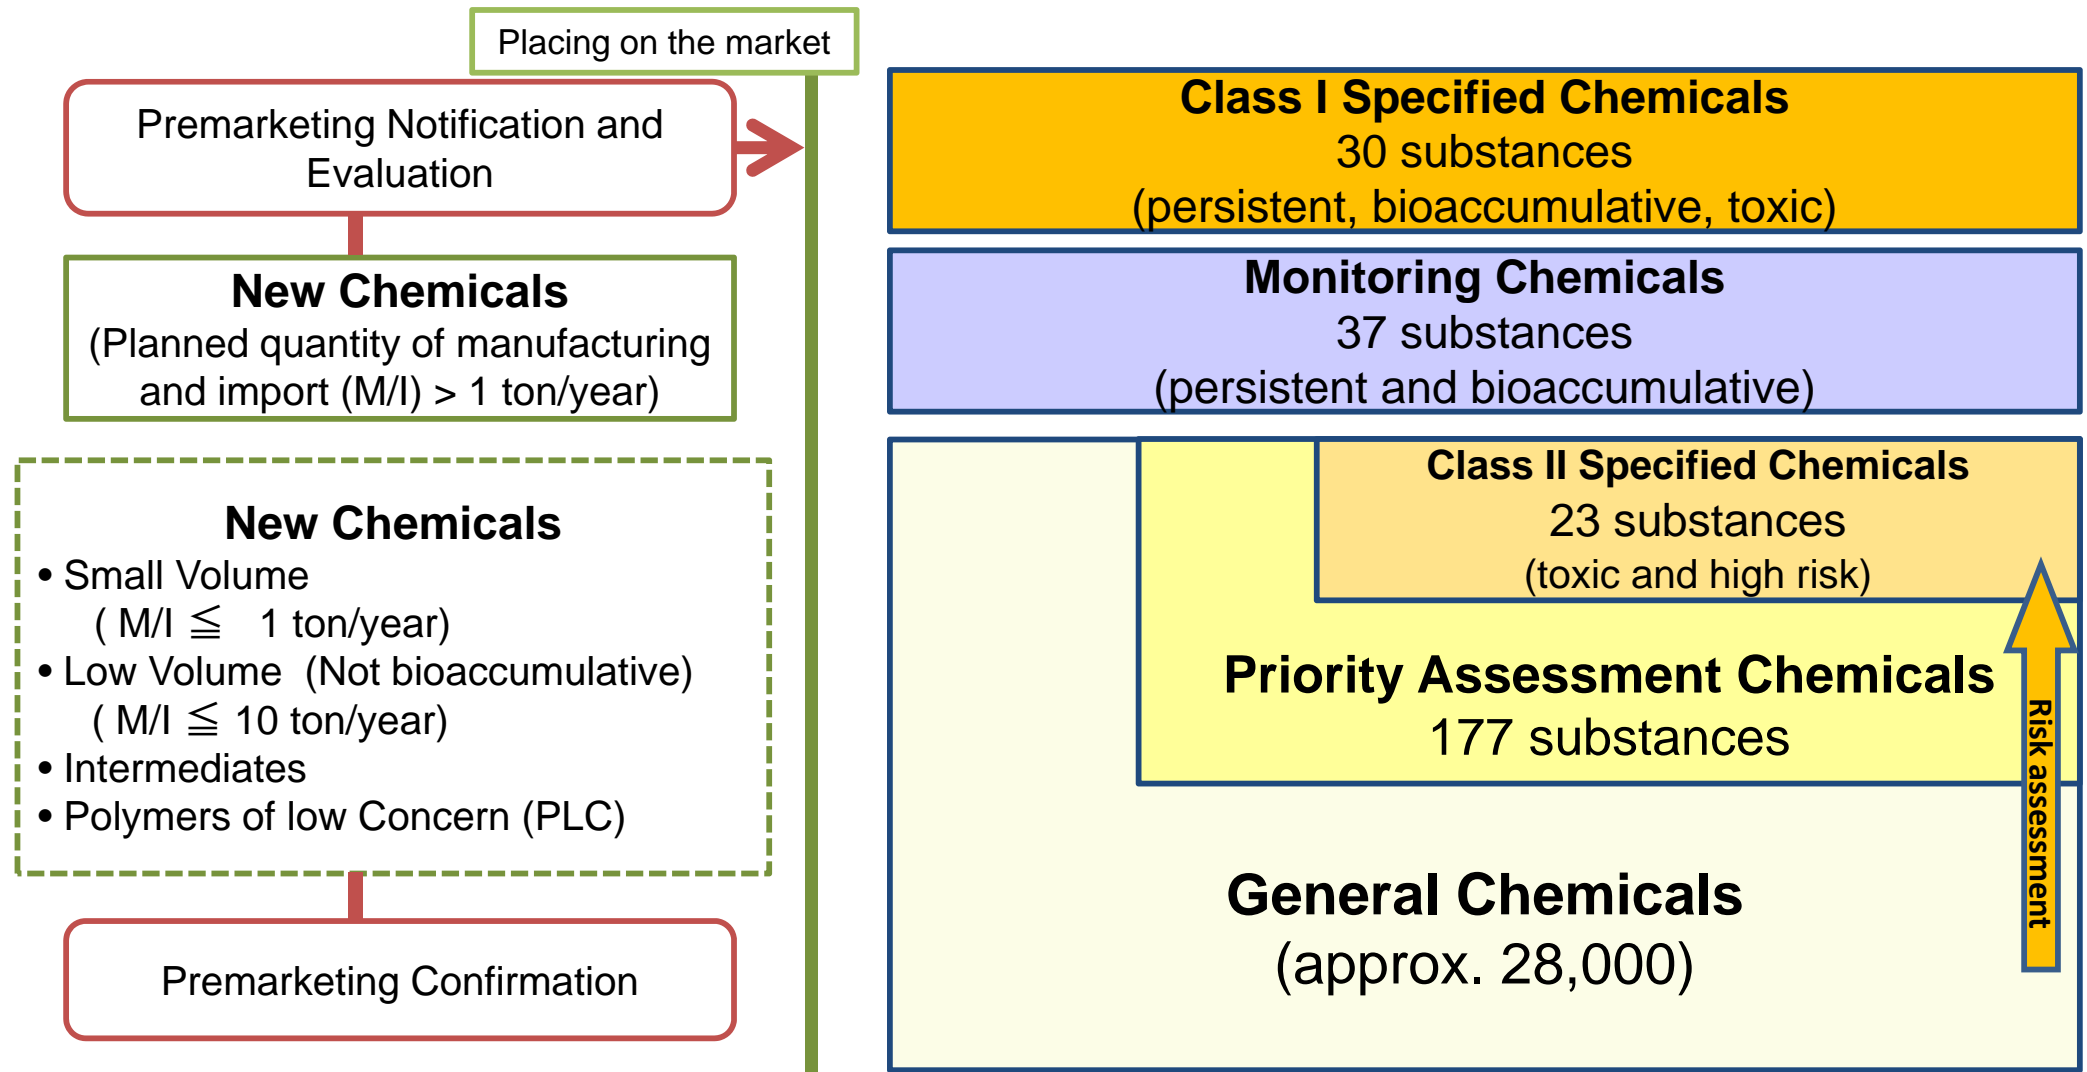 Placing on the market
Premarketing Notification and
Evaluation
New Chemicals
(Planned quantity of manufacturing
and import (M/I) > 1 ton/year)
New Chemicals
• Small Volume
( M/I ≦ 1 ton/year)
• Low Volume (Not bioaccumulative)
( M/I ≦ 10 ton/year)
• Intermediates
• Polymers of low Concern (PLC)
Premarketing Confirmation
Class I Specified Chemicals
30 substances
(persistent, bioaccumulative, toxic)
Monitoring Chemicals
37 substances
(persistent and bioaccumulative)
Class II Specified Chemicals
23 substances
(toxic and high risk)
Priority Assessment Chemicals
177 substances
General Chemicals
(approx. 28,000)
Risk assessment